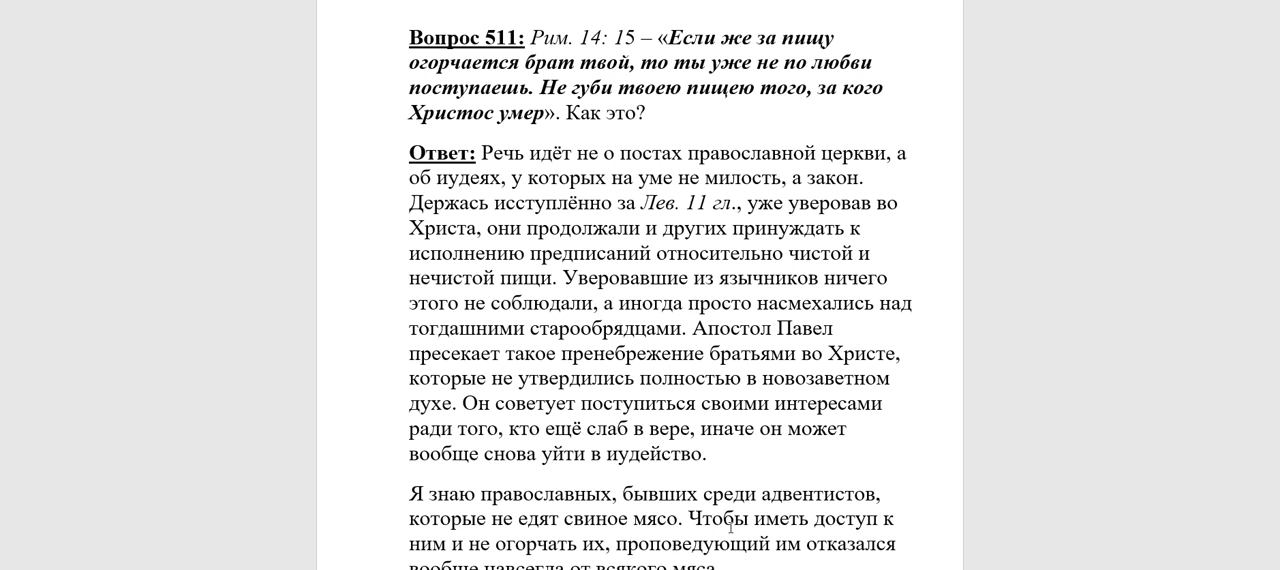 Вопрос 511: Рим. 14: 15 – «Если же за пищу
огорчается брат твой, то ты уже не по любви
поступаешь. Не губи твоею пищею того, за кого
Христос умер». Как это?
Ответ: Речь идёт не о постах православной церкви, а
об иудеях, у которых на уме не милость, а закон.
Держась исступлённо за Лев. 11 гл., уже уверовав во
Христа, они продолжали и других принуждать к
исполнению предписаний относительно чистой и
нечистой пищи. Уверовавшие из язычников ничего
этого не соблюдали, а иногда просто насмехались над
тогдашними старообрядцами. Апостол Павел
пресекает такое пренебрежение братьями во Христе,
которые не утвердились полностью в новозаветном
духе. Он советует поступиться своими интересами
ради того, кто ещё слаб в вере, иначе он может
вообще снова уйти в иудейство.
Я знаю православных, бывших среди адвентистов,
которые не едят свиное мясо. Чтобы иметь доступ к
ним и не огорчать их, проповедующий им отказался
вообще навсегда от всякого мяса.